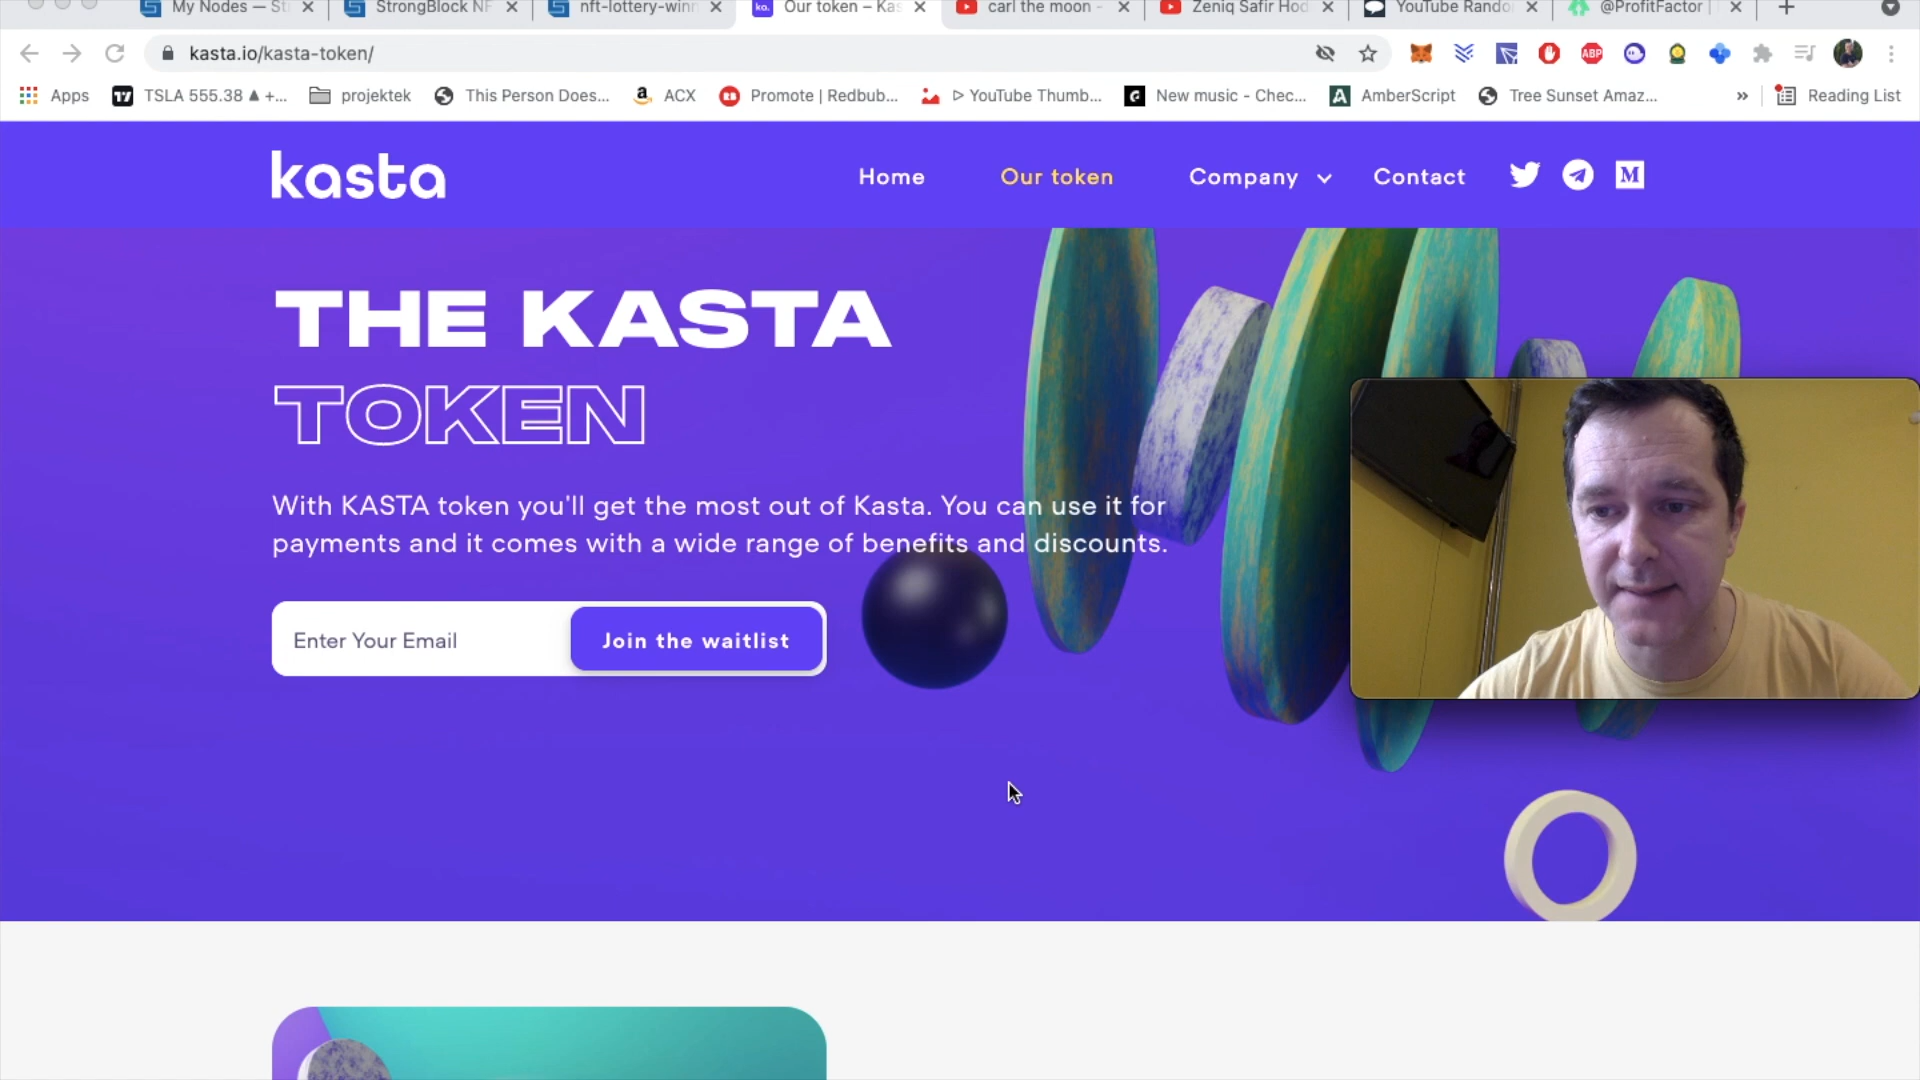 My Nodes — St
StrongBlock NF
nft-lottery-winn
Our token – Kas
carl the moon -
Zeniq Safir Hod
YouTube Rando
@ProfitFactor |
kasta.io/kasta-token/
ABP
Apps
TSLA 555.38 ▲ +...
projektek
This Person Does...
ACX
Promote | Redbub...
▷ YouTube Thumb...
New music - Chec...
AmberScript
Tree Sunset Amaz...
»
Reading List
kasta
Home
Our token
Company
Contact
M
THE KASTA
TOKEN
With KASTA token you'll get the most out of Kasta. You can use it for
payments and it comes with a wide range of benefits and discounts.
Enter Your Email
Join the waitlist